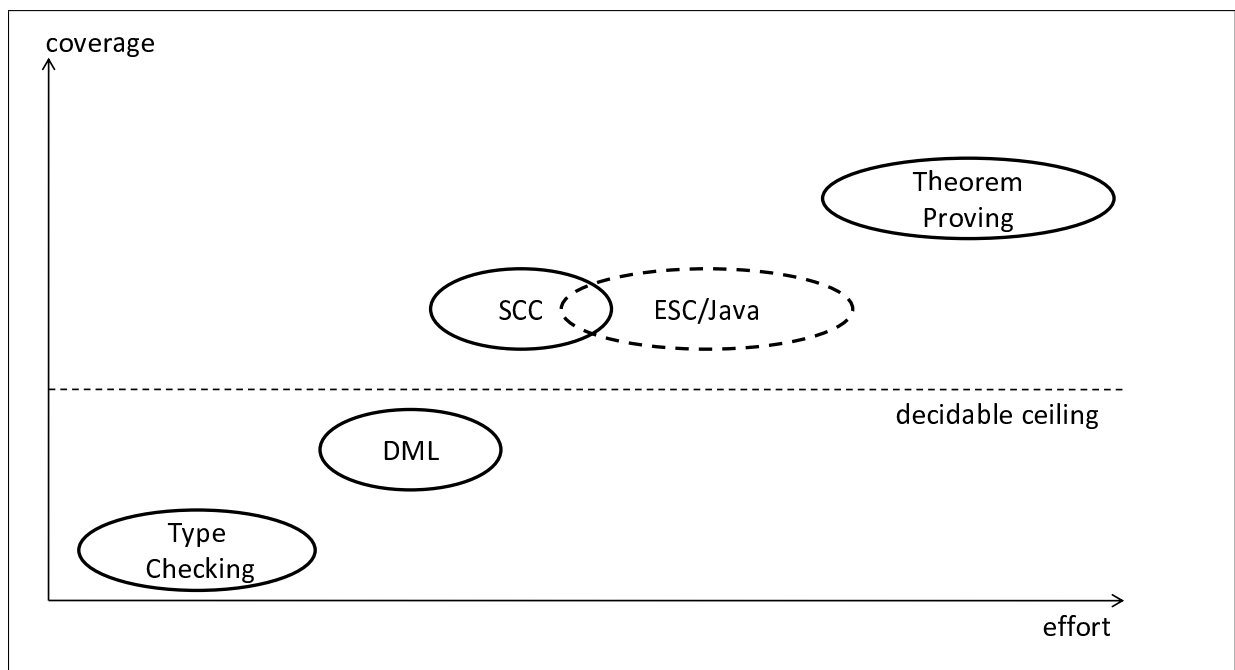 coverage
Theorem
Proving
SCC
ESC/Java
decidable ceiling
DML
Type
Checking
effort